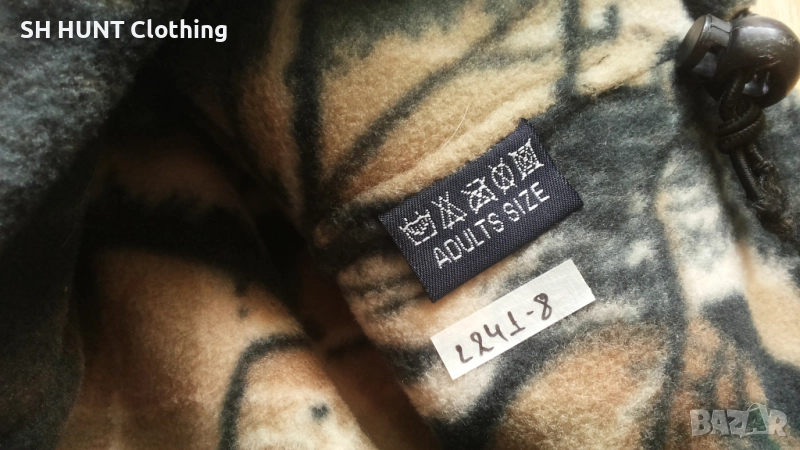 SH HUNT Clothing
ADULTS SIZE
2241-8
BAZAR